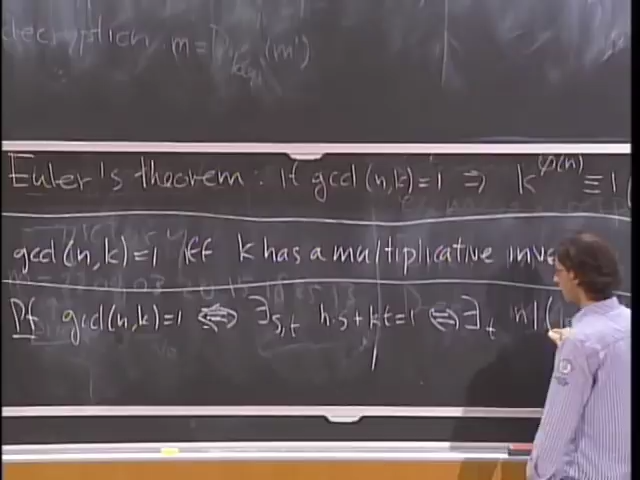 decryption: m = D (m')
Euler's theorem: if gcd(n,k)=1 ⇒ k^φ(n) ≡ 1 (
gcd(n,k)=1 iff k has a multiplicative inve
Pf gcd(n,k)=1 ⇔ ∃s,t n·s+kt=1 ⇔ ∃t n|(